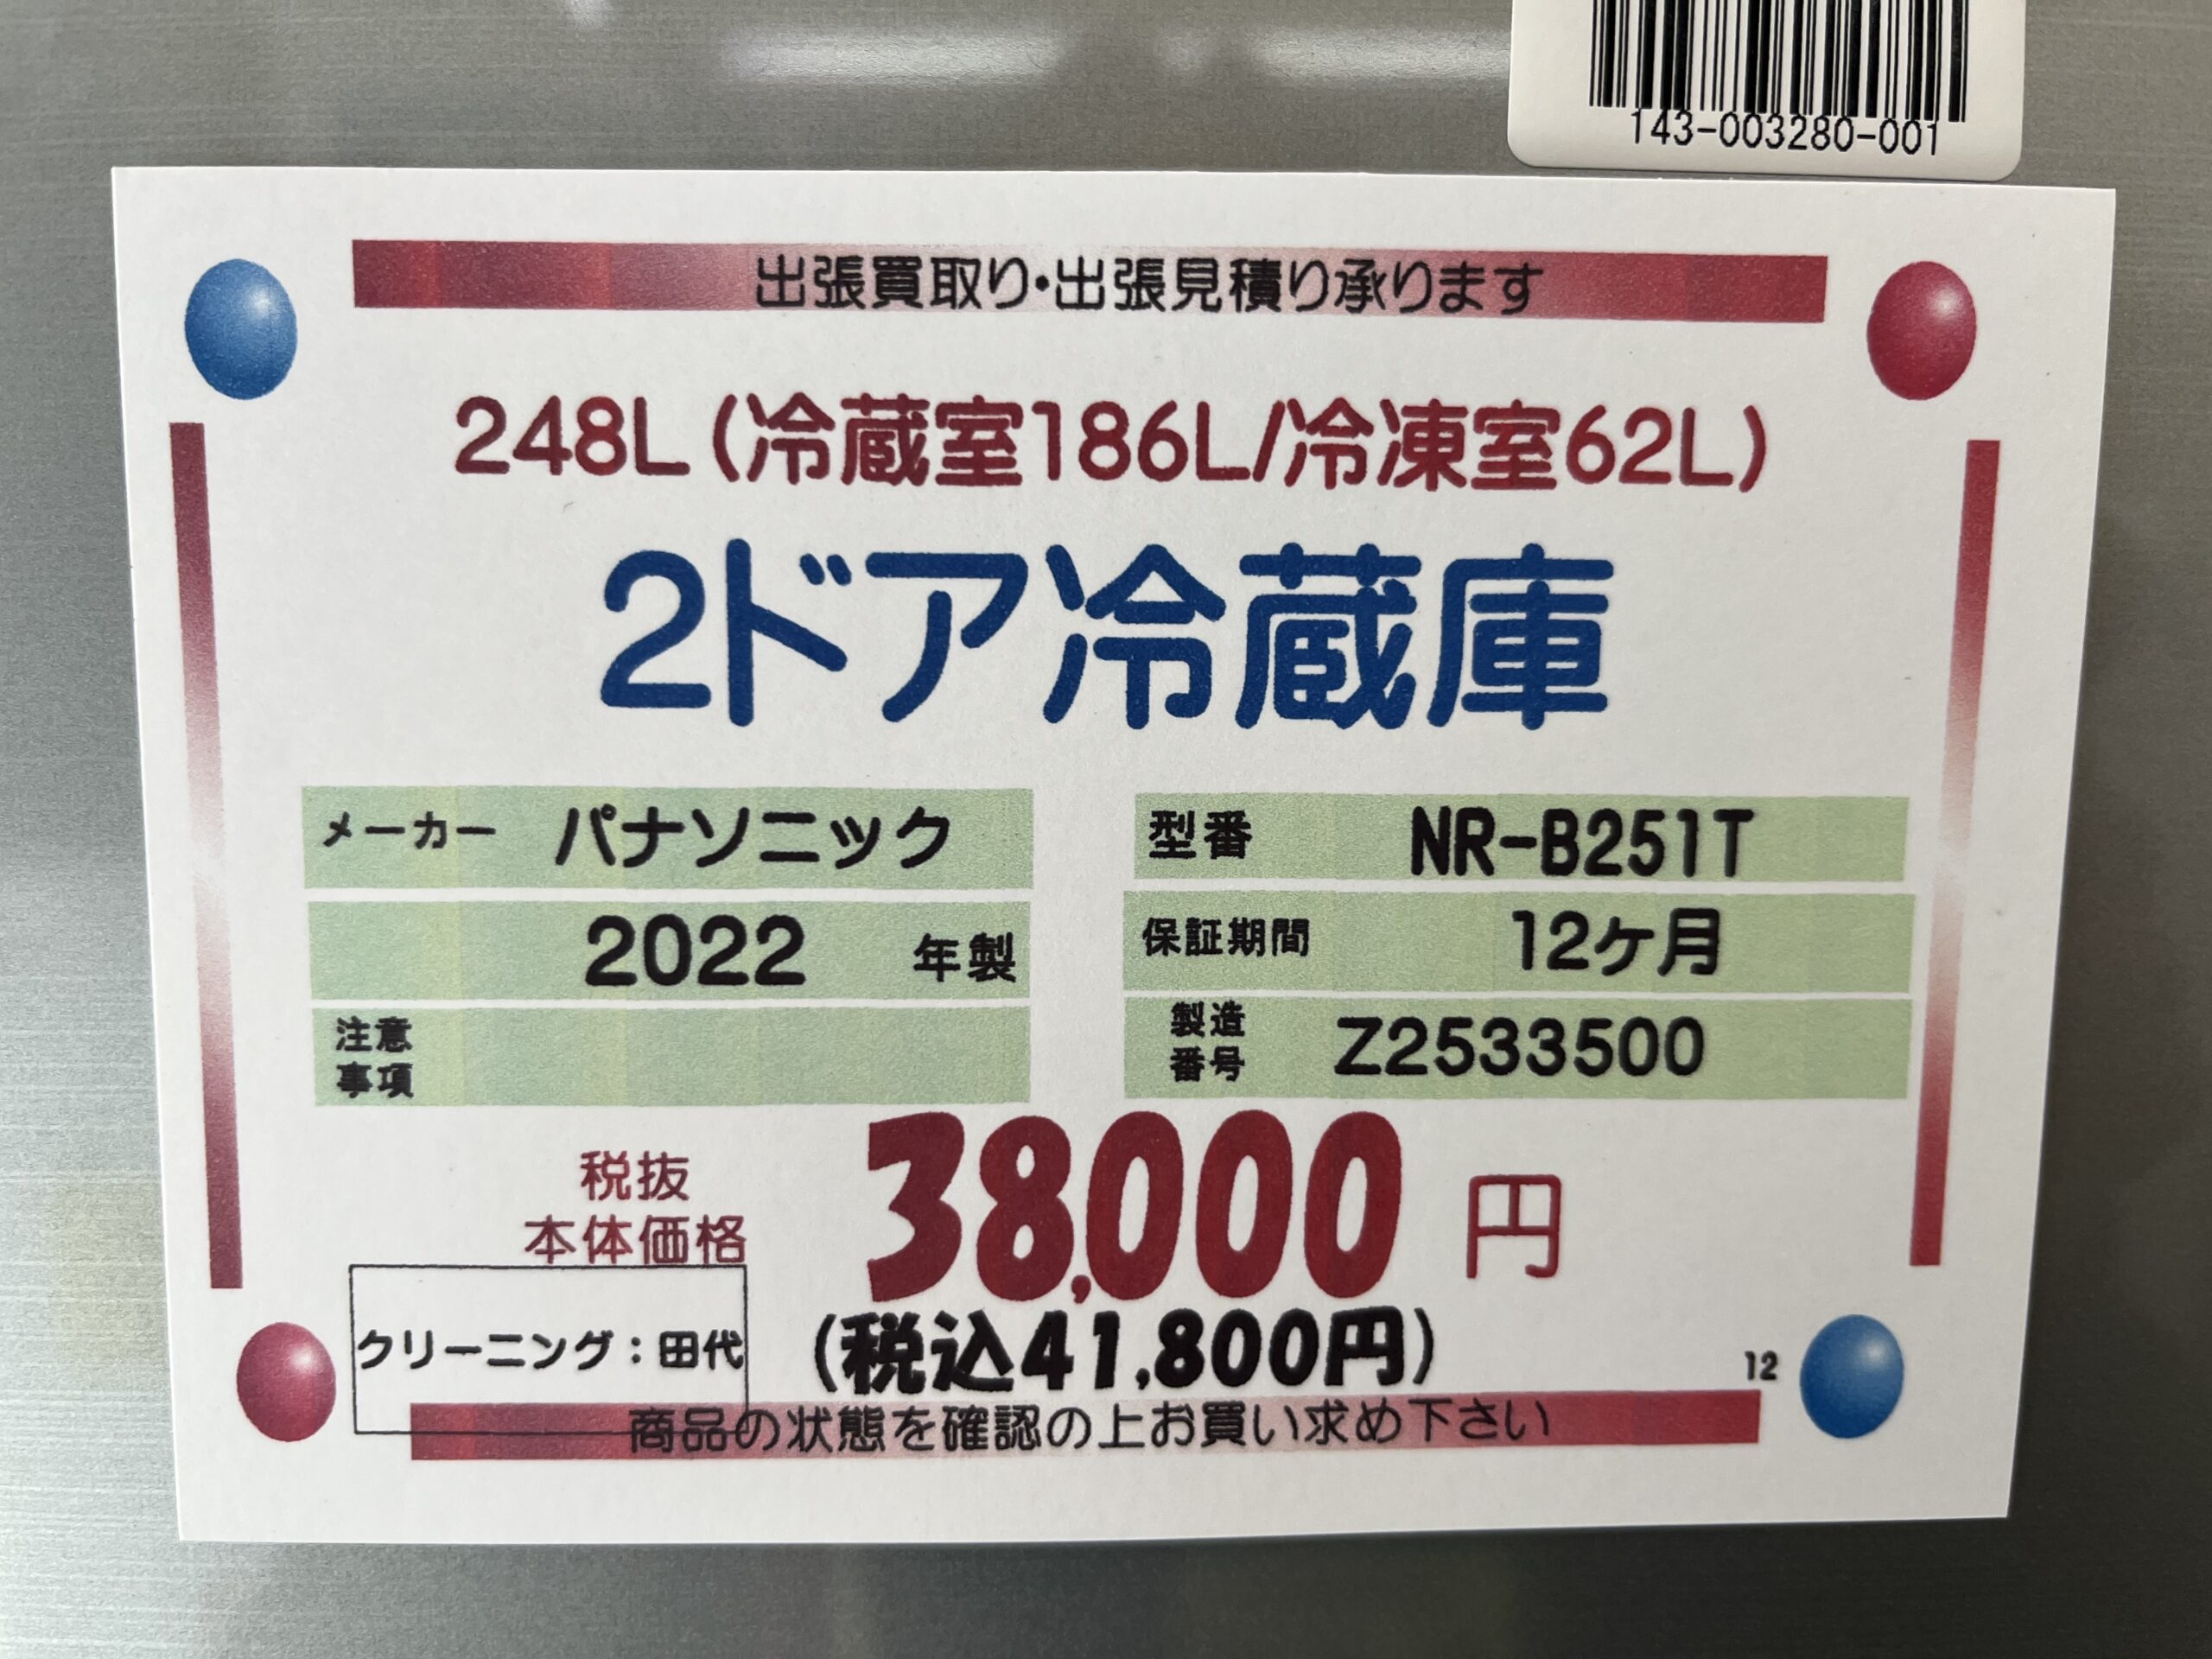 143-003280-001
出張買取り・出張見積り承ります
248L(冷蔵室186L/冷凍室62L)
2ドア冷蔵庫
メーカー パナソニック
型番 NR-B251T
2022 年製
保証期間 12ケ月
注意
事項
製造
番号 Z2533500
税抜
本体価格 38,000 円
クリーニング:田代
(税込41,800円)
12
商品の状態を確認の上お買い求め下さい